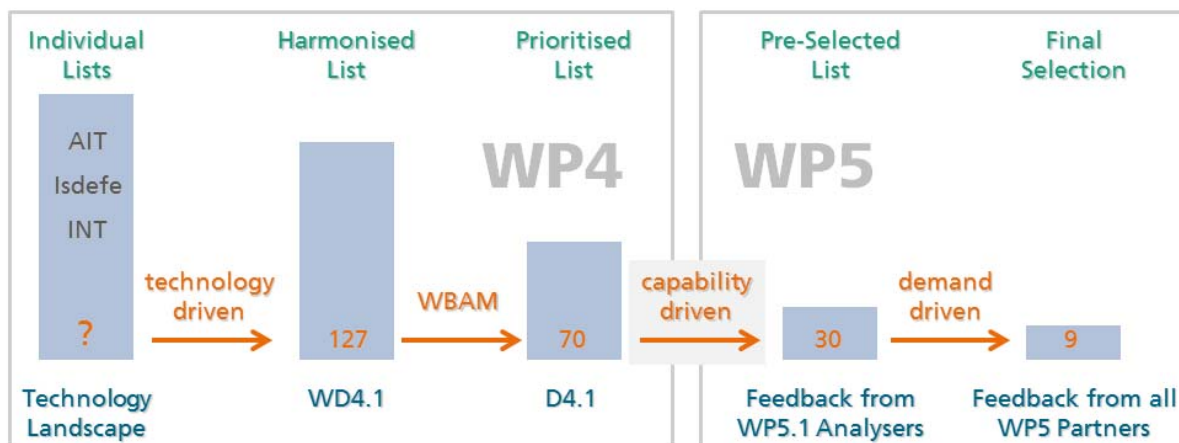 Individual
Lists
Harmonised
List
Prioritised
List
Pre-Selected
List
Final
Selection
AIT
Isdefe
INT
WP4
WP5
technology
driven
WBAM
capability
driven
demand
driven
?
127
70
30
9
Technology
Landscape
WD4.1
D4.1
Feedback from
WP5.1 Analysers
Feedback from all
WP5 Partners